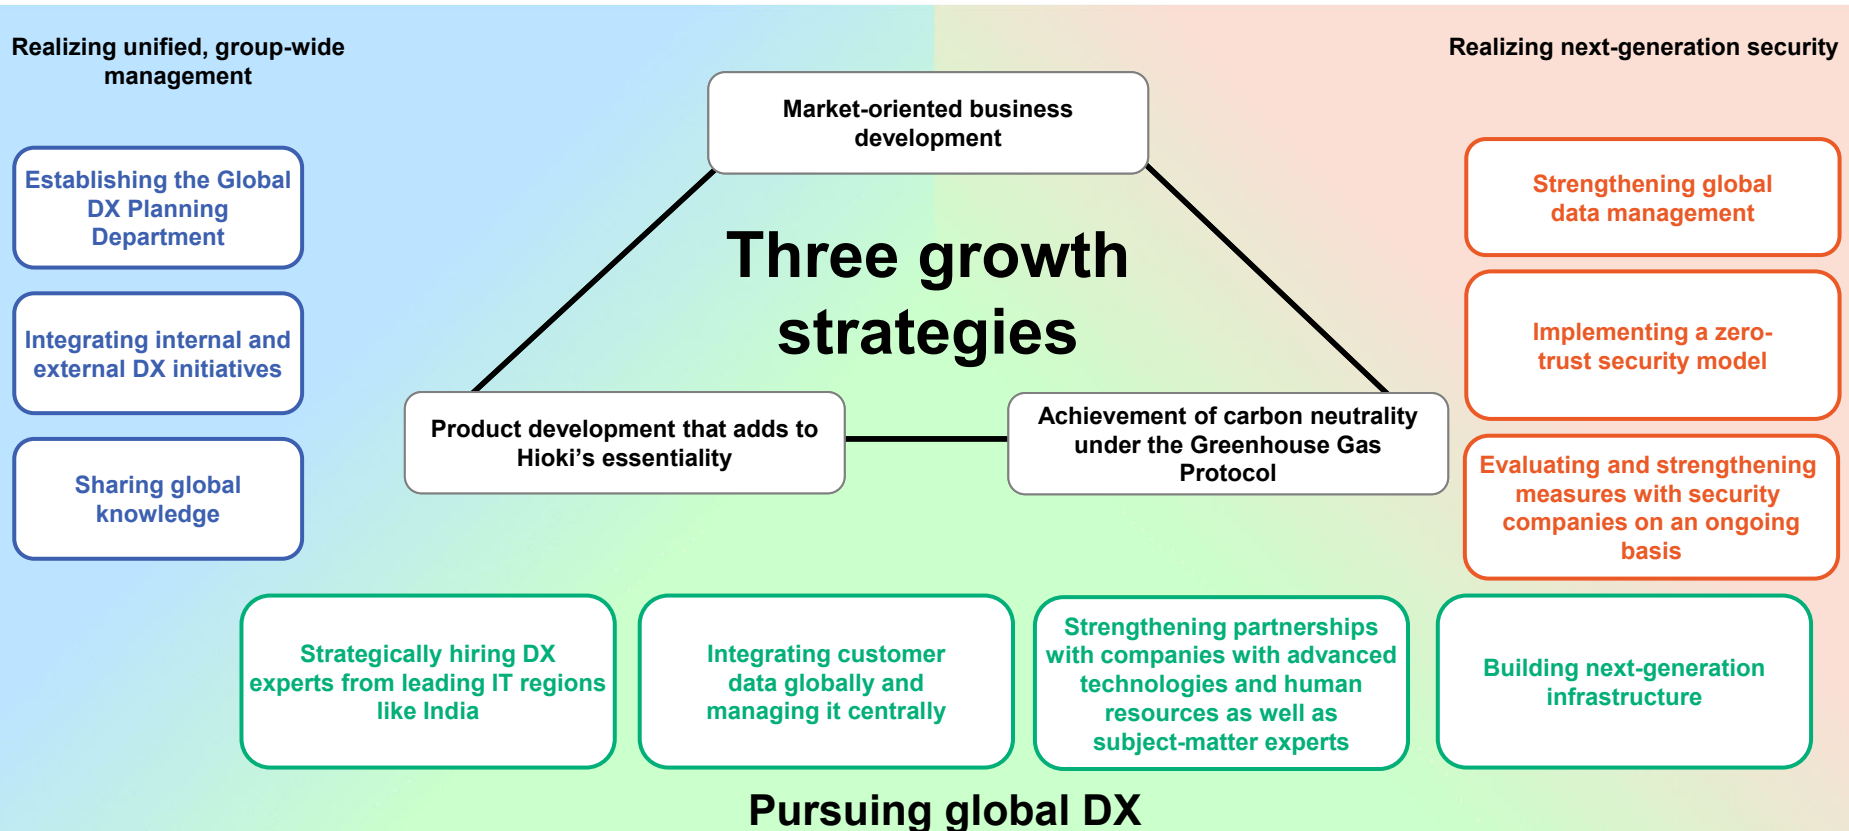 Realizing unified, group-wide
management
Realizing next-generation security
Market-oriented business
development
Three growth
strategies
Product development that adds to
Hioki’s essentiality
Achievement of carbon neutrality
under the Greenhouse Gas
Protocol
Establishing the Global
DX Planning
Department
Integrating internal and
external DX initiatives
Sharing global
knowledge
Strengthening global
data management
Implementing a zero-
trust security model
Evaluating and strengthening
measures with security
companies on an ongoing
basis
Strategically hiring DX
experts from leading IT regions
like India
Integrating customer
data globally and
managing it centrally
Strengthening partnerships
with companies with advanced
technologies and human
resources as well as
subject-matter experts
Building next-generation
infrastructure
Pursuing global DX